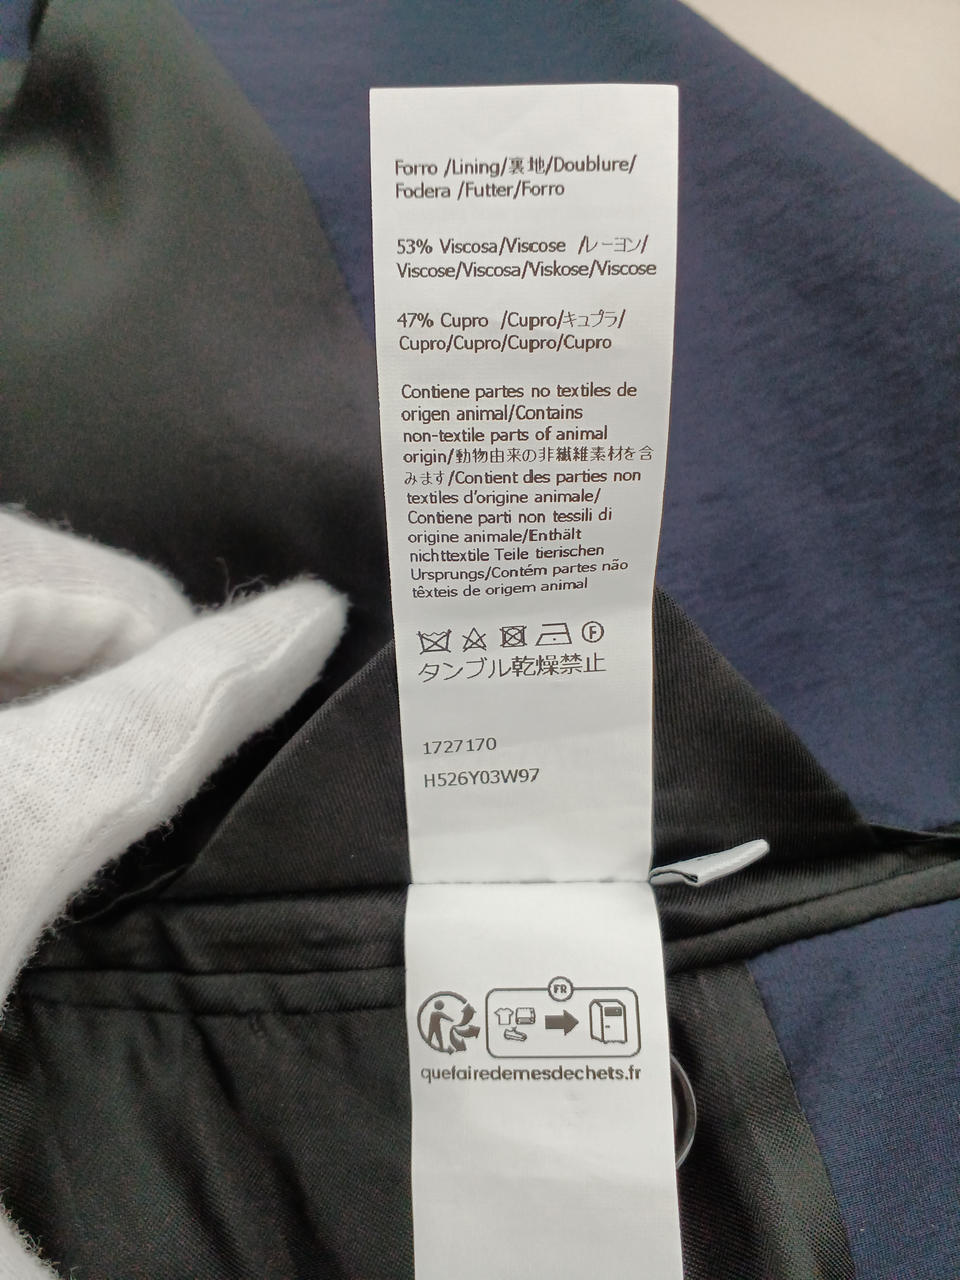 Forro /Lining/裏地/Doublure/
Fodera /Futter/Forro
53% Viscosa/Viscose /レーヨン/
Viscose/Viscosa/Viskose/Viscose
47% Cupro /Cupro/キュプラ/
Cupro/Cupro/Cupro/Cupro
Contiene partes no textiles de
origen animal/Contains
non-textile parts of animal
origin/動物由来の非繊維素材を含
みます/Contient des parties non
textiles d'origine animale/
Contiene parti non tessili di
origine animale/Enthält
nichttextile Teile tierischen
Ursprungs/Contém partes não
têxteis de origem animal
F
タンブル乾燥禁止
1727170
H526Y03W97
FR
quefairedemesdechets.fr